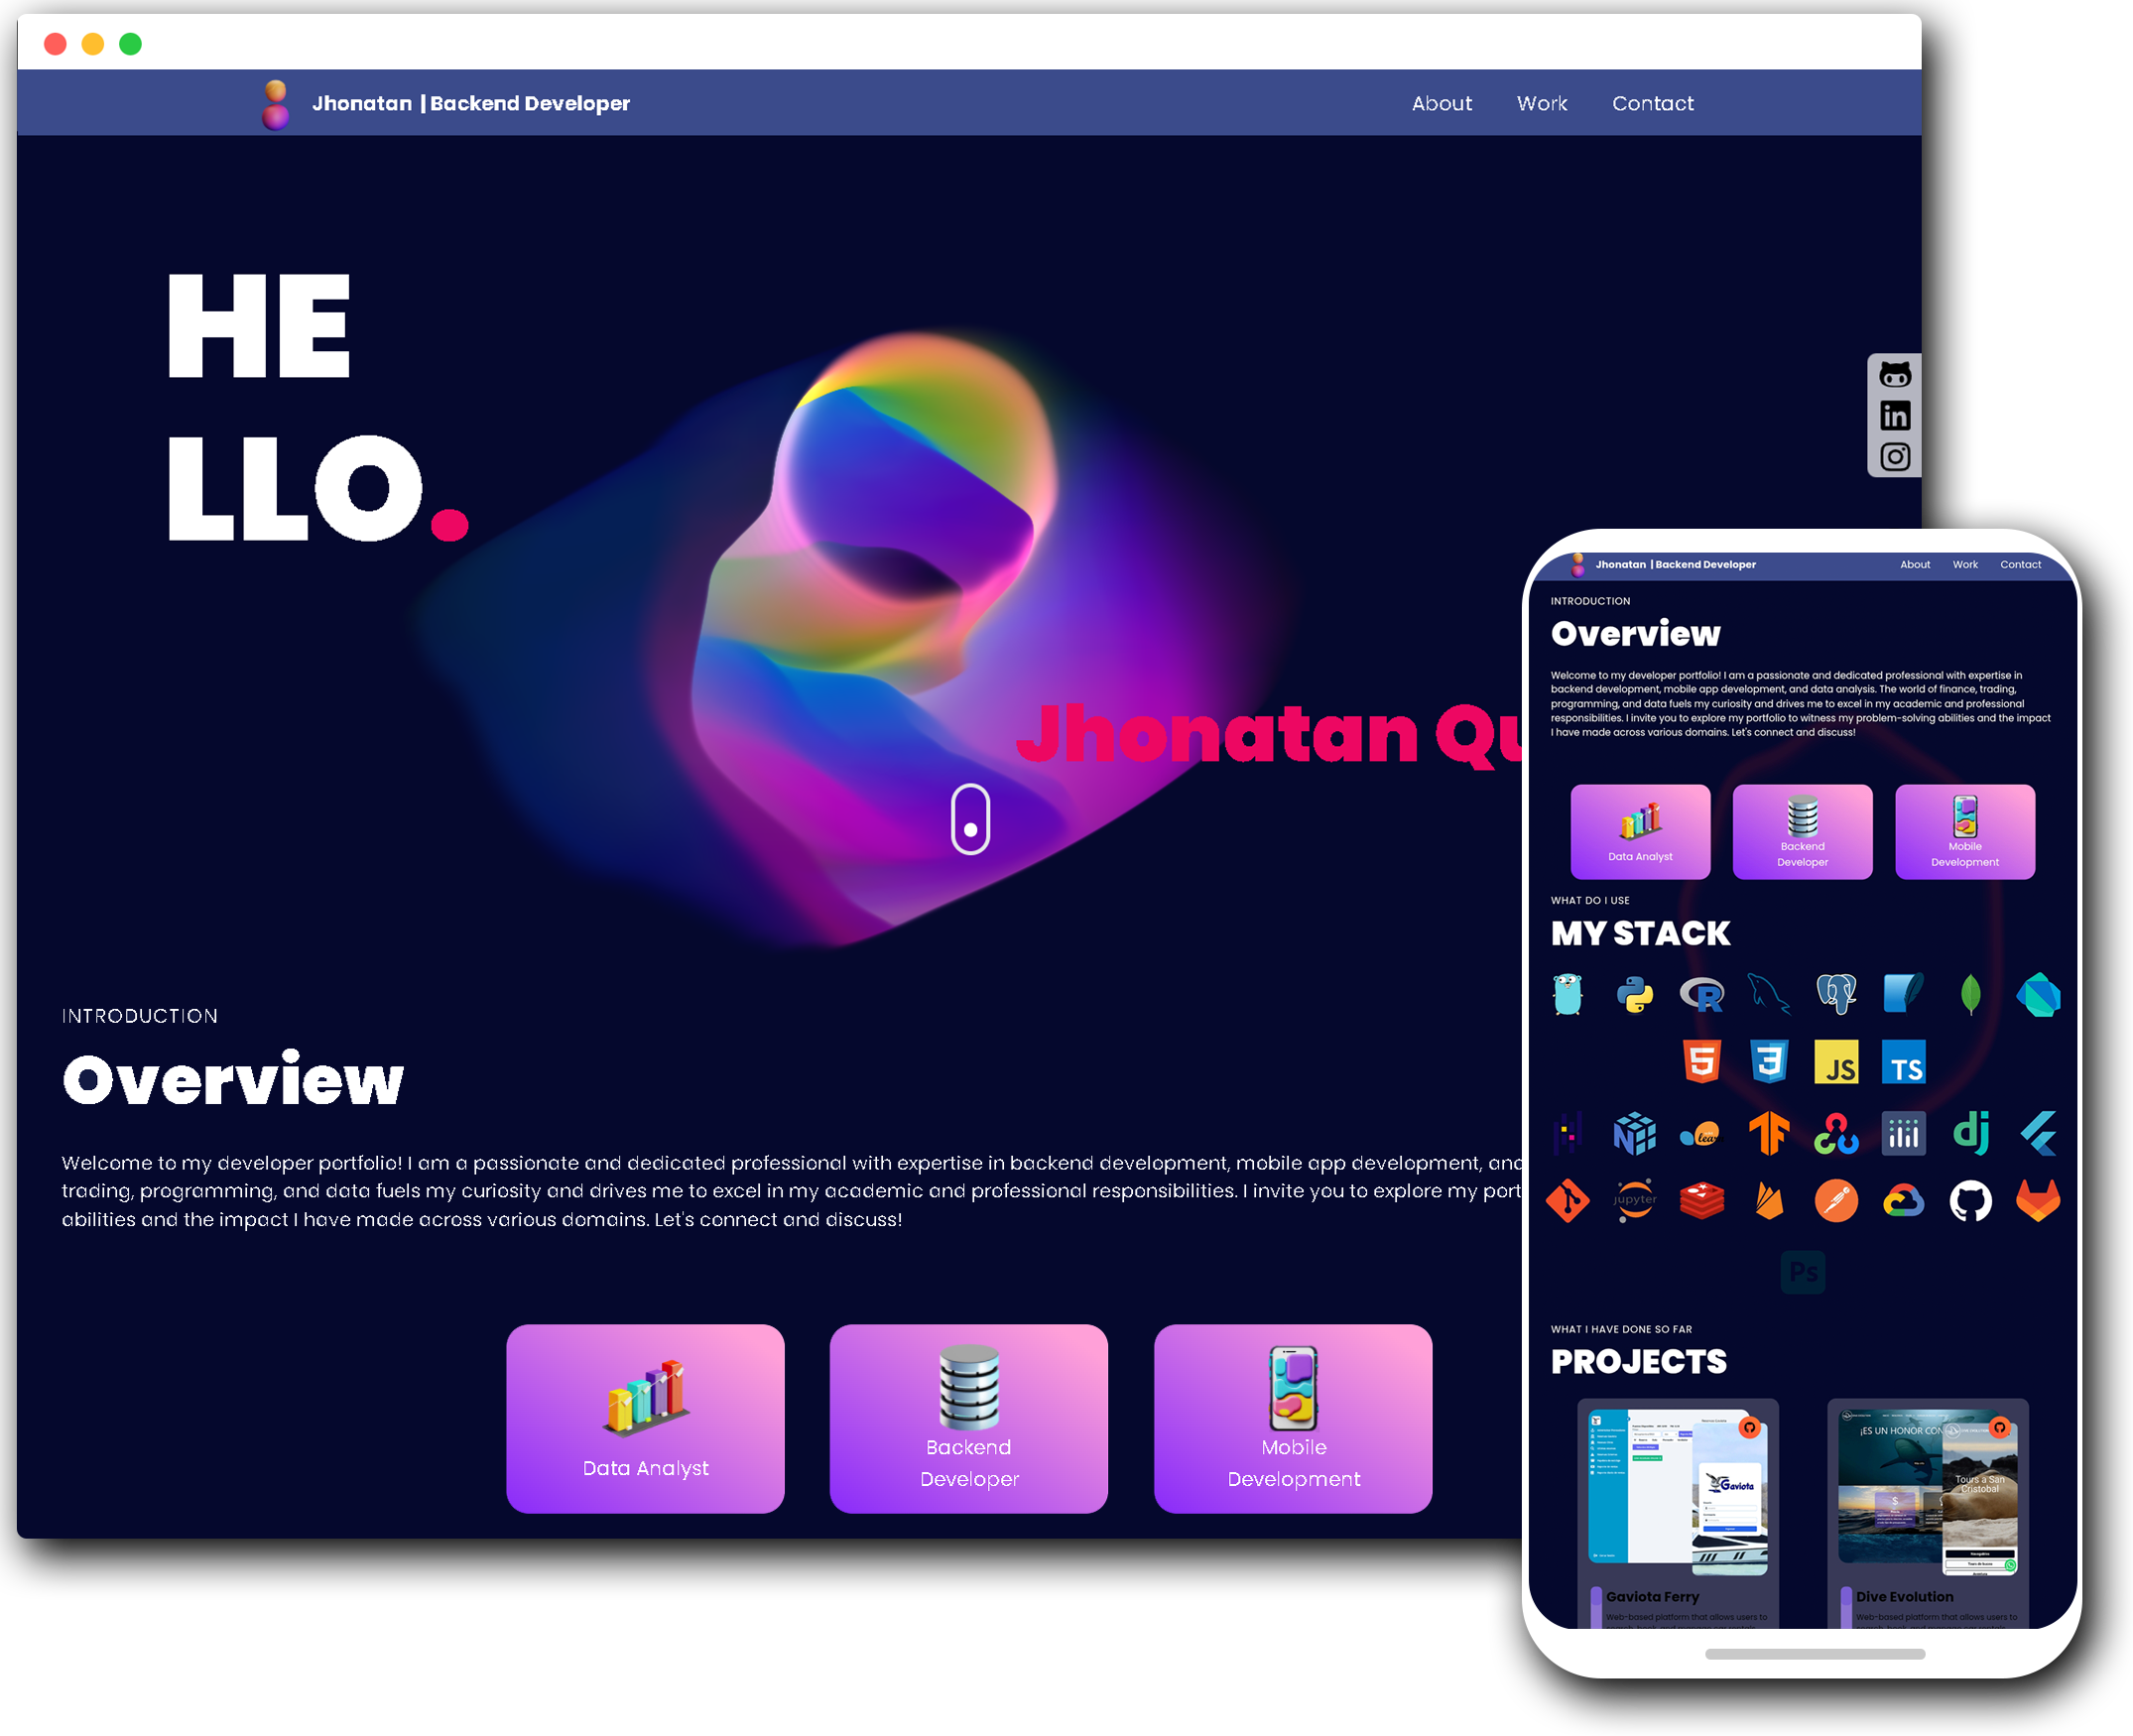 Jhonatan | Backend Developer
About Work Contact
HE
LLO.
Jhonatan Qu
INTRODUCTION
Overview
Welcome to my developer portfolio! I am a passionate and dedicated professional with expertise in backend development, mobile app development, and
trading, programming, and data fuels my curiosity and drives me to excel in my academic and professional responsibilities. I invite you to explore my port
abilities and the impact I have made across various domains. Let's connect and discuss!
Data Analyst
Backend
Developer
Mobile
Development
Jhonatan | Backend Developer
About Work Contact
INTRODUCTION
Overview
Welcome to my developer portfolio! I am a passionate and dedicated professional with expertise in
backend development, mobile app development, and data analysis. The world of finance, trading,
programming, and data fuels my curiosity and drives me to excel in my academic and professional
responsibilities. I invite you to explore my portfolio to witness my problem-solving abilities and the impact
I have made across various domains. Let's connect and discuss!
Data Analyst
Backend
Developer
Mobile
Development
WHAT DO I USE
MY STACK
R
5 3 JS TS
N learn TF dj
jupyter
Ps
WHAT I HAVE DONE SO FAR
PROJECTS
Gaviota
¡ES UN HONOR CON
Tours a San
Cristobal
Gaviota Ferry
Web-based platform that allows users to
Dive Evolution
Web-based platform that allows users to